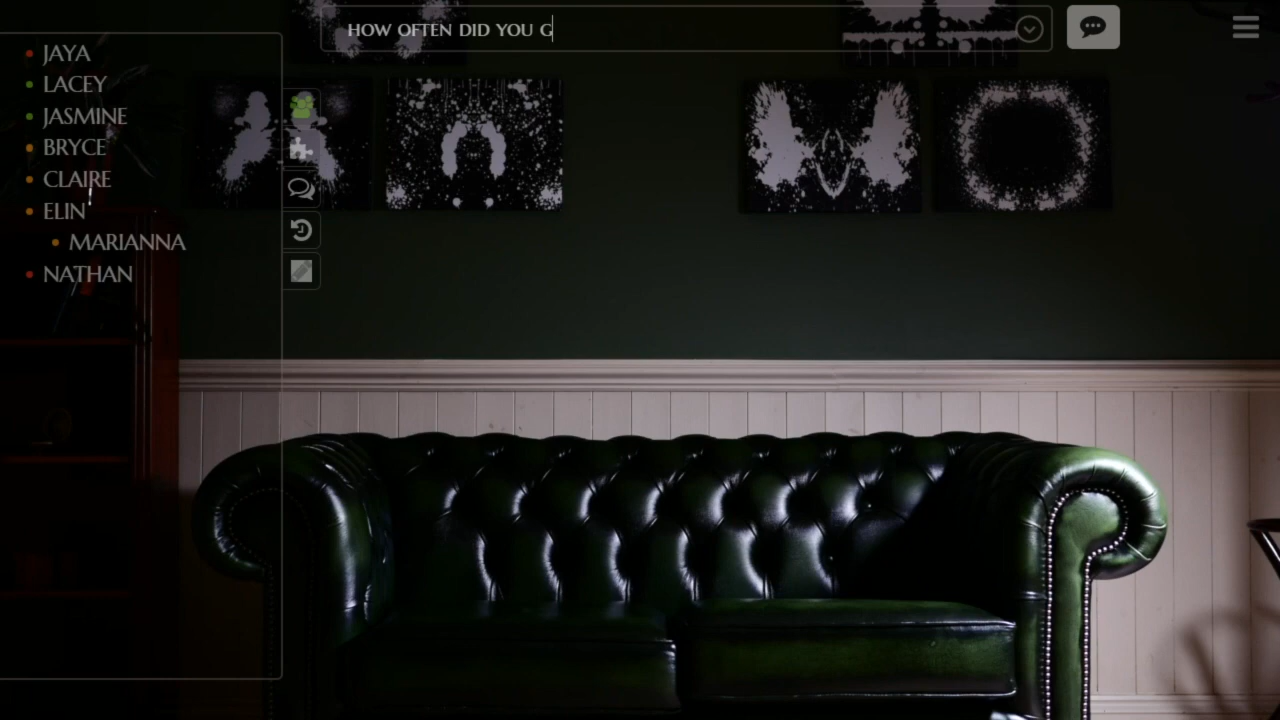 HOW OFTEN DID YOU G
JAYA
LACEY
JASMINE
BRYCE
CLAIRE
ELIN
MARIANNA
NATHAN